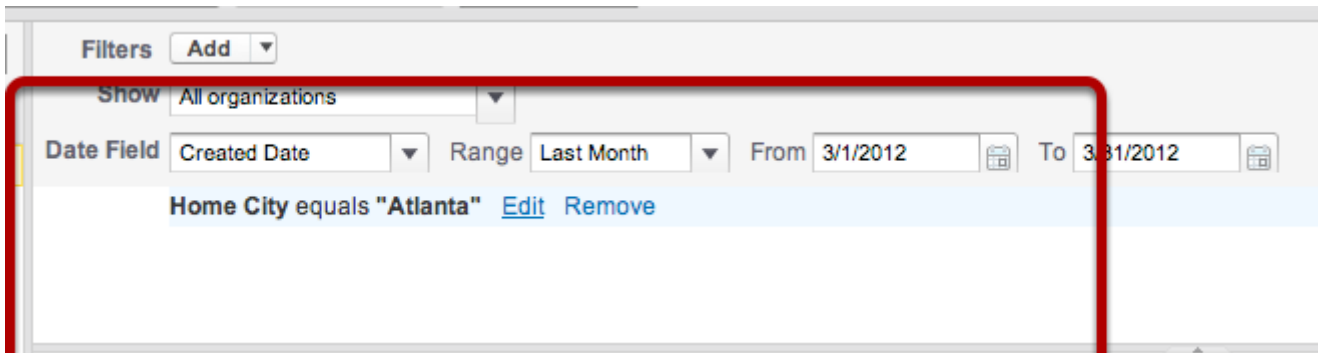 Filters Add
Show All organizations
Date Field Created Date Range Last Month From 3/1/2012 To 3/31/2012
Home City equals "Atlanta" Edit Remove